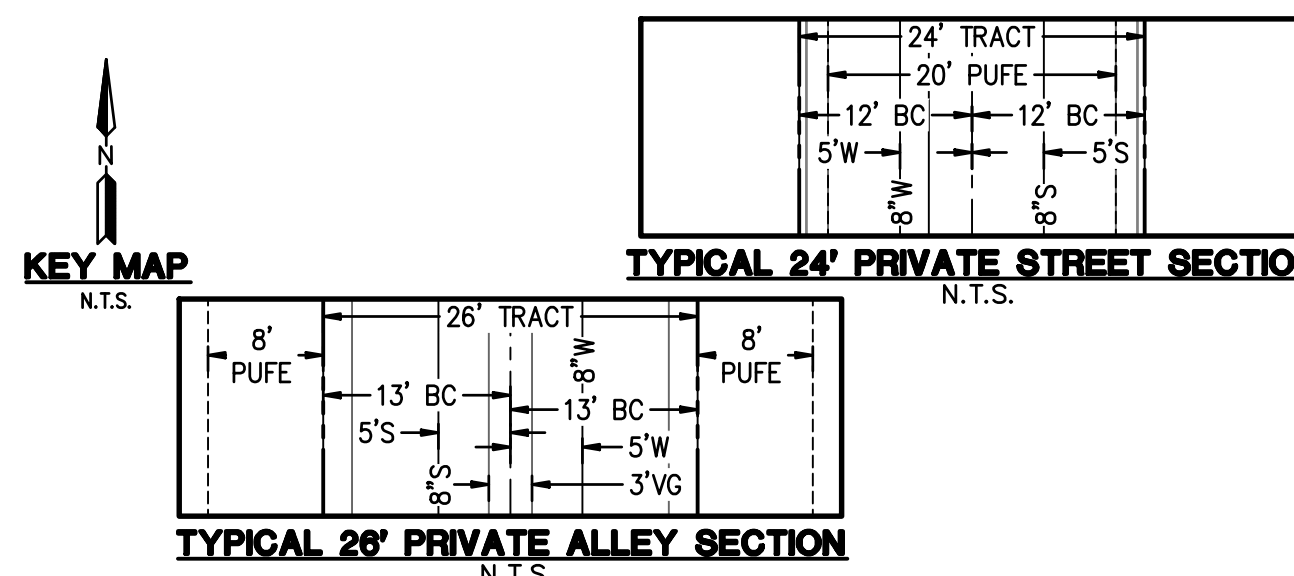 N
KEY MAP
N.T.S.
24' TRACT
20' PUFE
12' BC 12' BC
5'W 5'S
8"W 8"S
TYPICAL 24' PRIVATE STREET SECTIO
N.T.S.
26' TRACT
8' PUFE
8"W
8' PUFE
13' BC
13' BC
5'S
5'W
8"S
3'VG
TYPICAL 26' PRIVATE ALLEY SECTION
N.T.S.